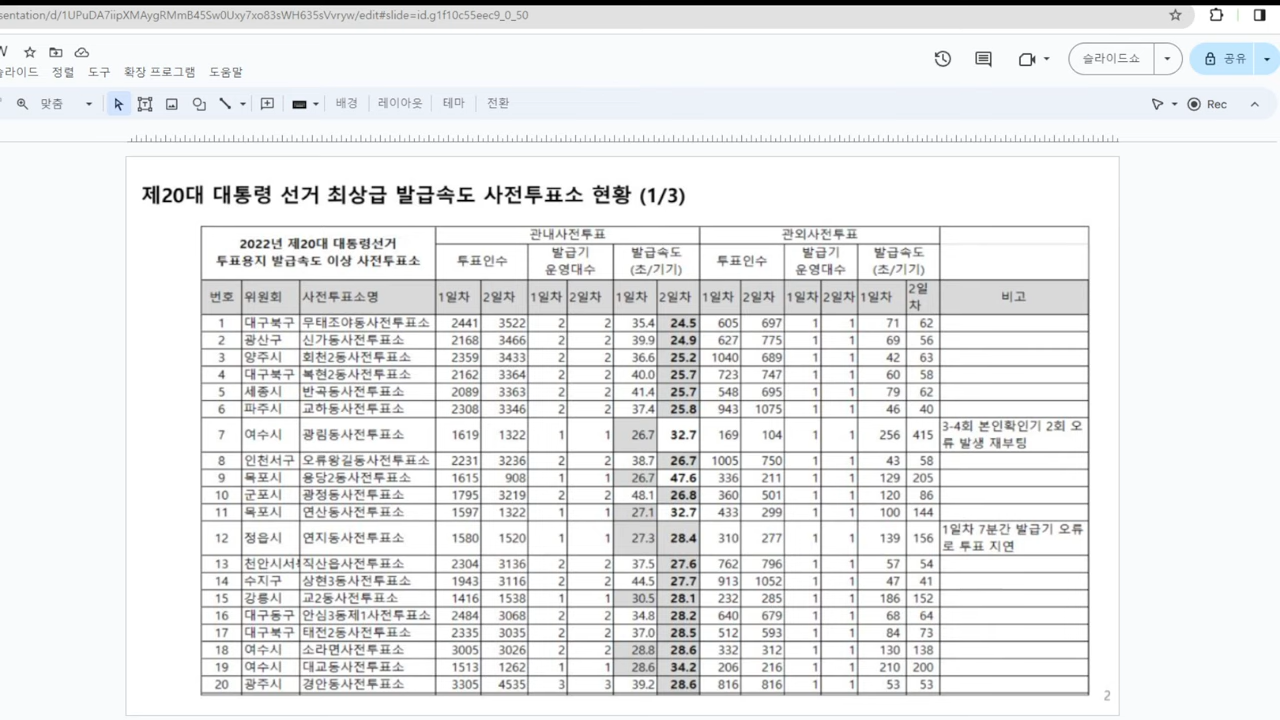 sentation/d/1UPuDA7iipXMAygRMmB45Sw0Uxy7xo83sWH635sVvryw/edit#slide=id.g1f10c55eec9_0_50
슬라이드쇼
공유
슬라이드 정렬 도구 확장 프로그램 도움말
맞춤 배경 레이아웃 테마 전환 Rec
제20대 대통령 선거 최상급 발급속도 사전투표소 현황 (1/3)
2022년 제20대 대통령선거
투표용지 발급속도 이상 사전투표소
관내사전투표 관외사전투표
투표인수 발급기 운영대수 발급속도 (초/기기) 투표인수 발급기 운영대수 발급속도 (초/기기)
번호 위원회 사전투표소명 1일차 2일차 1일차 2일차 1일차 2일차 1일차 2일차 1일차 2일차 1일차 2일차 비고
1 대구북구 무태조야동사전투표소 2441 3522 2 2 35.4 24.5 605 697 1 1 71 62
2 광산구 신가동사전투표소 2168 3466 2 2 39.9 24.9 627 775 1 1 69 56
3 양주시 회천2동사전투표소 2359 3433 2 2 36.6 25.2 1040 689 1 1 42 63
4 대구북구 복현2동사전투표소 2162 3364 2 2 40.0 25.7 723 747 1 1 60 58
5 세종시 반곡동사전투표소 2089 3363 2 2 41.4 25.7 548 695 1 1 79 62
6 파주시 교하동사전투표소 2308 3346 2 2 37.4 25.8 943 1075 1 1 46 40
7 여수시 광림동사전투표소 1619 1322 1 1 26.7 32.7 169 104 1 1 256 415 3-4회 본인확인기 2회 오류 발생 재부팅
8 인천서구 오류왕길동사전투표소 2231 3236 2 2 38.7 26.7 1005 750 1 1 43 58
9 목포시 용당2동사전투표소 1615 908 1 1 26.7 47.6 336 211 1 1 129 205
10 군포시 광정동사전투표소 1795 3219 2 2 48.1 26.8 360 501 1 1 120 86
11 목포시 연산동사전투표소 1597 1322 1 1 27.1 32.7 433 299 1 1 100 144
12 정읍시 연지동사전투표소 1580 1520 1 1 27.3 28.4 310 277 1 1 139 156 1일차 7분간 발급기 오류로 투표 지연
13 천안시서 직산읍사전투표소 2304 3136 2 2 37.5 27.6 762 796 1 1 57 54
14 수지구 상현3동사전투표소 1943 3116 2 2 44.5 27.7 913 1052 1 1 47 41
15 강릉시 교2동사전투표소 1416 1538 1 1 30.5 28.1 232 285 1 1 186 152
16 대구동구 안심3동제1사전투표소 2484 3068 2 2 34.8 28.2 640 679 1 1 68 64
17 대구북구 태전2동사전투표소 2335 3035 2 2 37.0 28.5 512 593 1 1 84 73
18 여수시 소라면사전투표소 3005 3026 2 2 28.8 28.6 332 312 1 1 130 138
19 여수시 대교동사전투표소 1513 1262 1 1 28.6 34.2 206 216 1 1 210 200
20 광주시 경안동사전투표소 3305 4535 3 3 39.2 28.6 816 816 1 1 53 53
2